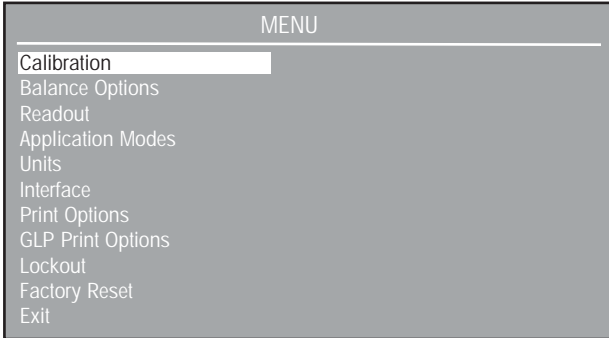 MENU
Calibration
Balance Options
Readout
Application Modes
Units
Interface
Print Options
GLP Print Options
Lockout
Factory Reset
Exit